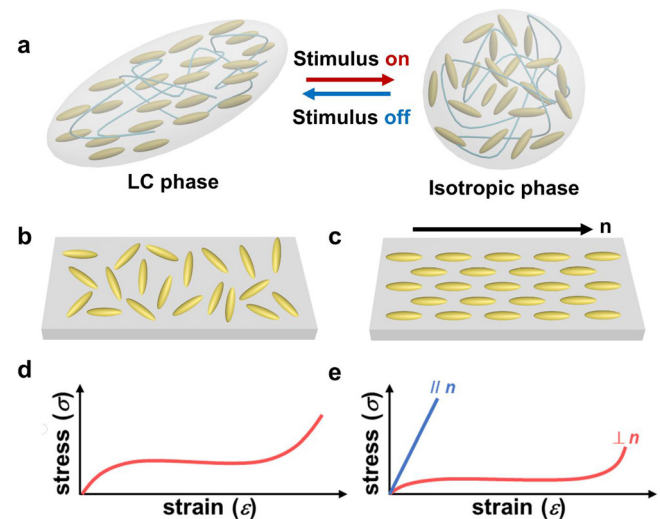 a
Stimulus on
Stimulus off
LC phase
Isotropic phase
b
c
n
d
stress (σ)
strain (ε)
e
stress (σ)
// n
⊥ n
strain (ε)